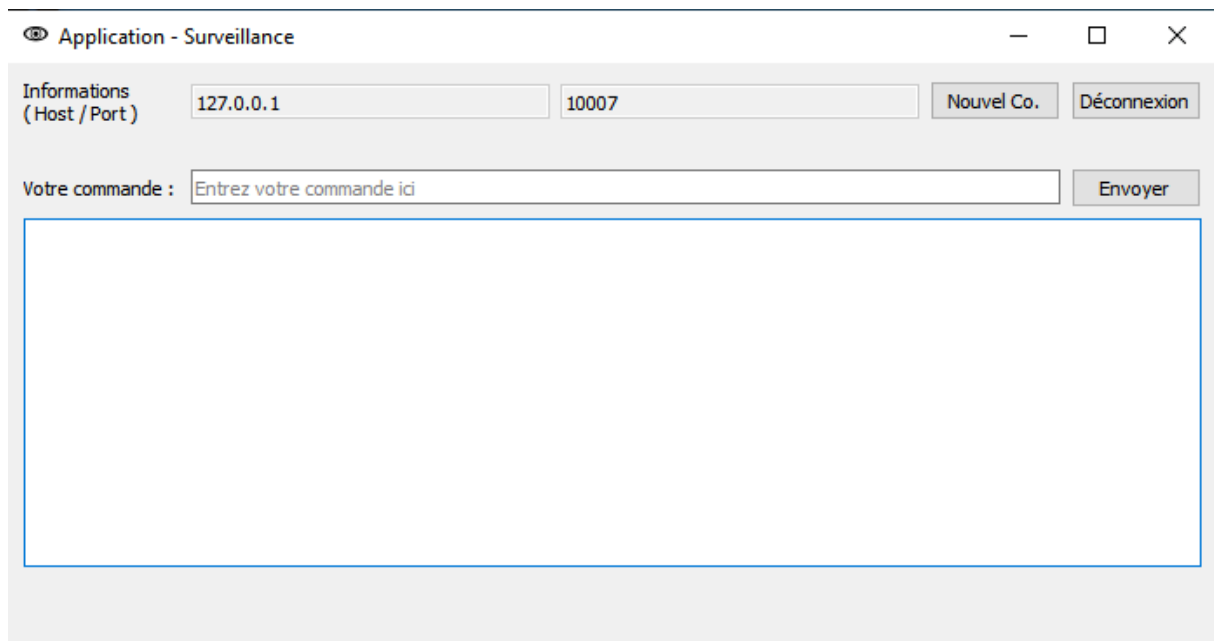 Application - Surveillance
Informations
( Host / Port )
127.0.0.1
10007
Nouvel Co.
Déconnexion
Votre commande :
Entrez votre commande ici
Envoyer